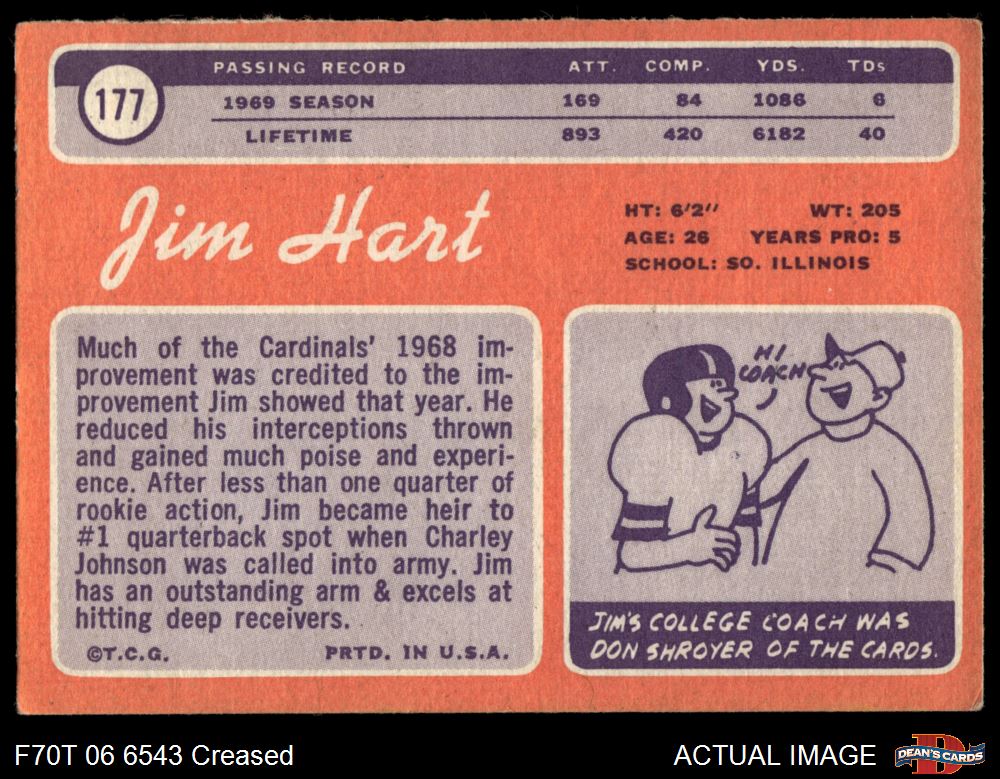 PASSING RECORD ATT. COMP. YDS. TDs
177
1969 SEASON 169 84 1086 6
LIFETIME 893 420 6182 40
Jim Hart
HT: 6'2" WT: 205
AGE: 26 YEARS PRO: 5
SCHOOL: SO. ILLINOIS
Much of the Cardinals' 1968 im-
provement was credited to the im-
provement Jim showed that year. He
reduced his interceptions thrown
and gained much poise and experi-
ence. After less than one quarter of
rookie action, Jim became heir to
#1 quarterback spot when Charley
Johnson was called into army. Jim
has an outstanding arm & excels at
hitting deep receivers.
©T.C.G. PRTD. IN U.S.A.
HI
COACH
JIM'S COLLEGE COACH WAS
DON SHROYER OF THE CARDS.
F70T 06 6543 Creased
ACTUAL IMAGE
D
DEAN'S CARDS